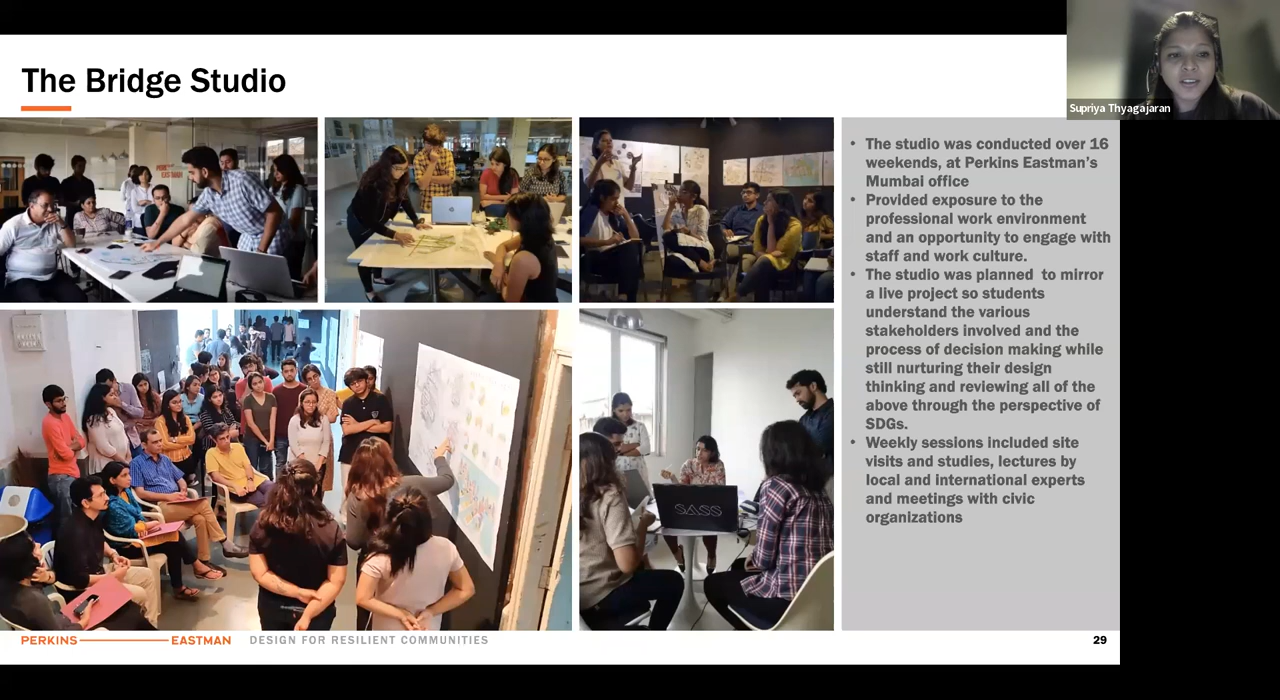 The Bridge Studio
Supriya Thyagajaran
PERKINS
EASTMAN
SASS
• The studio was conducted over 16
weekends, at Perkins Eastman's
Mumbai office
• Provided exposure to the
professional work environment
and an opportunity to engage with
staff and work culture.
• The studio was planned to mirror
a live project so students
understand the various
stakeholders involved and the
process of decision making while
still nurturing their design
thinking and reviewing all of the
above through the perspective of
SDGs.
• Weekly sessions included site
visits and studies, lectures by
local and international experts
and meetings with civic
organizations
PERKINS EASTMAN DESIGN FOR RESILIENT COMMUNITIES 29